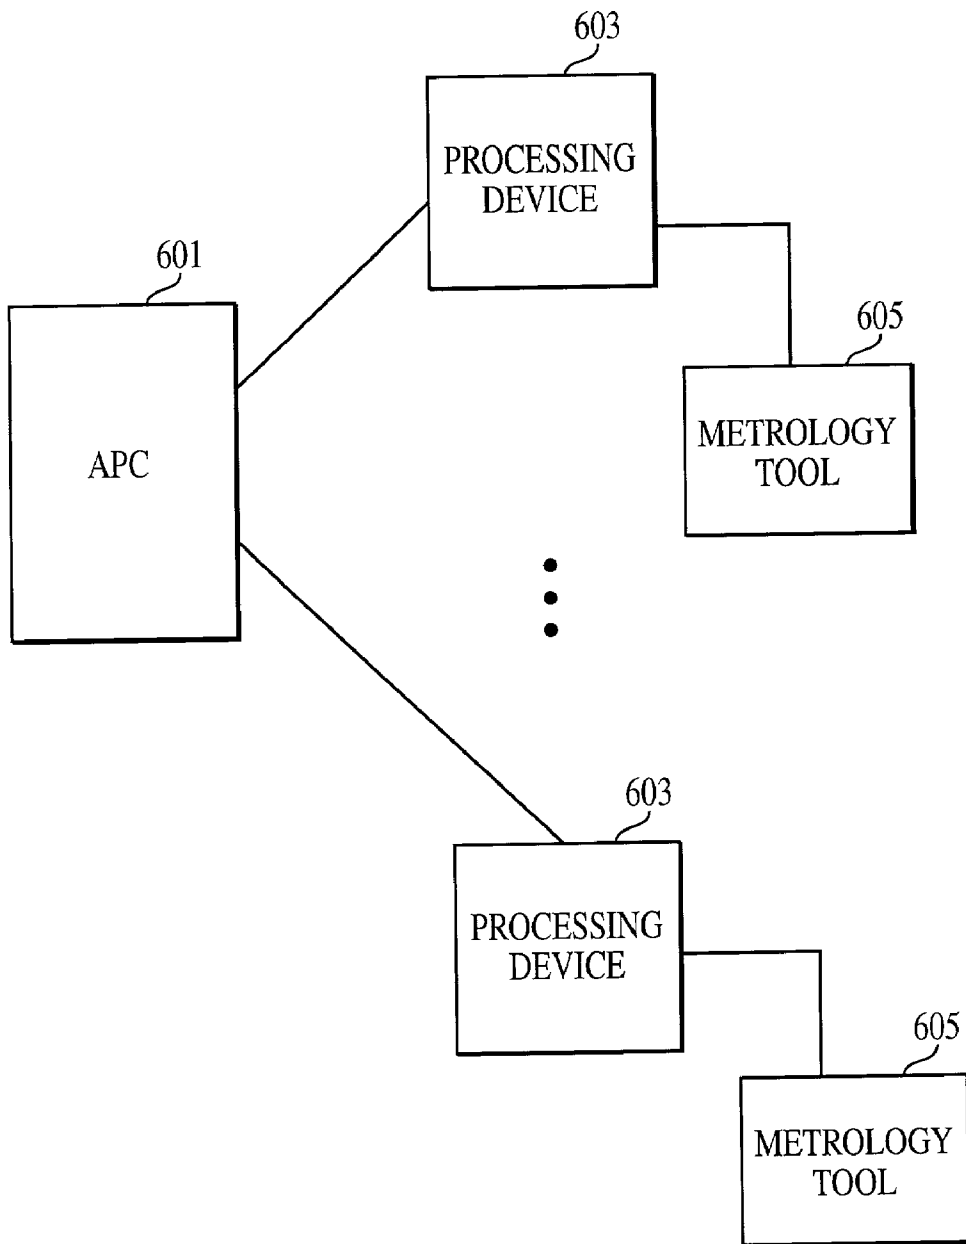 603
PROCESSING
DEVICE
601
605
APC
METROLOGY
TOOL
603
PROCESSING
DEVICE
605
METROLOGY
TOOL